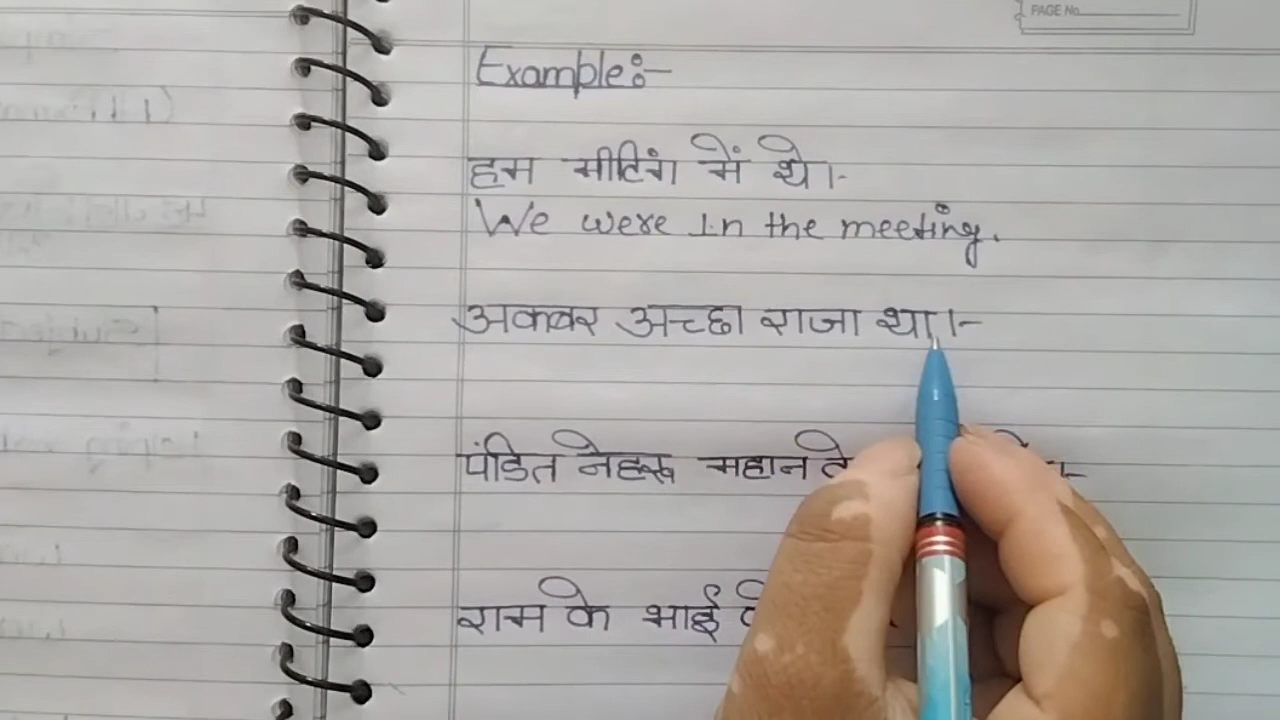 PAGE No.
Example:-
हम मीटिंग में थे।-
We were In the meeting.
अकबर अच्छा राजा था।-
पंडित नेहरू महान
राम के भाई